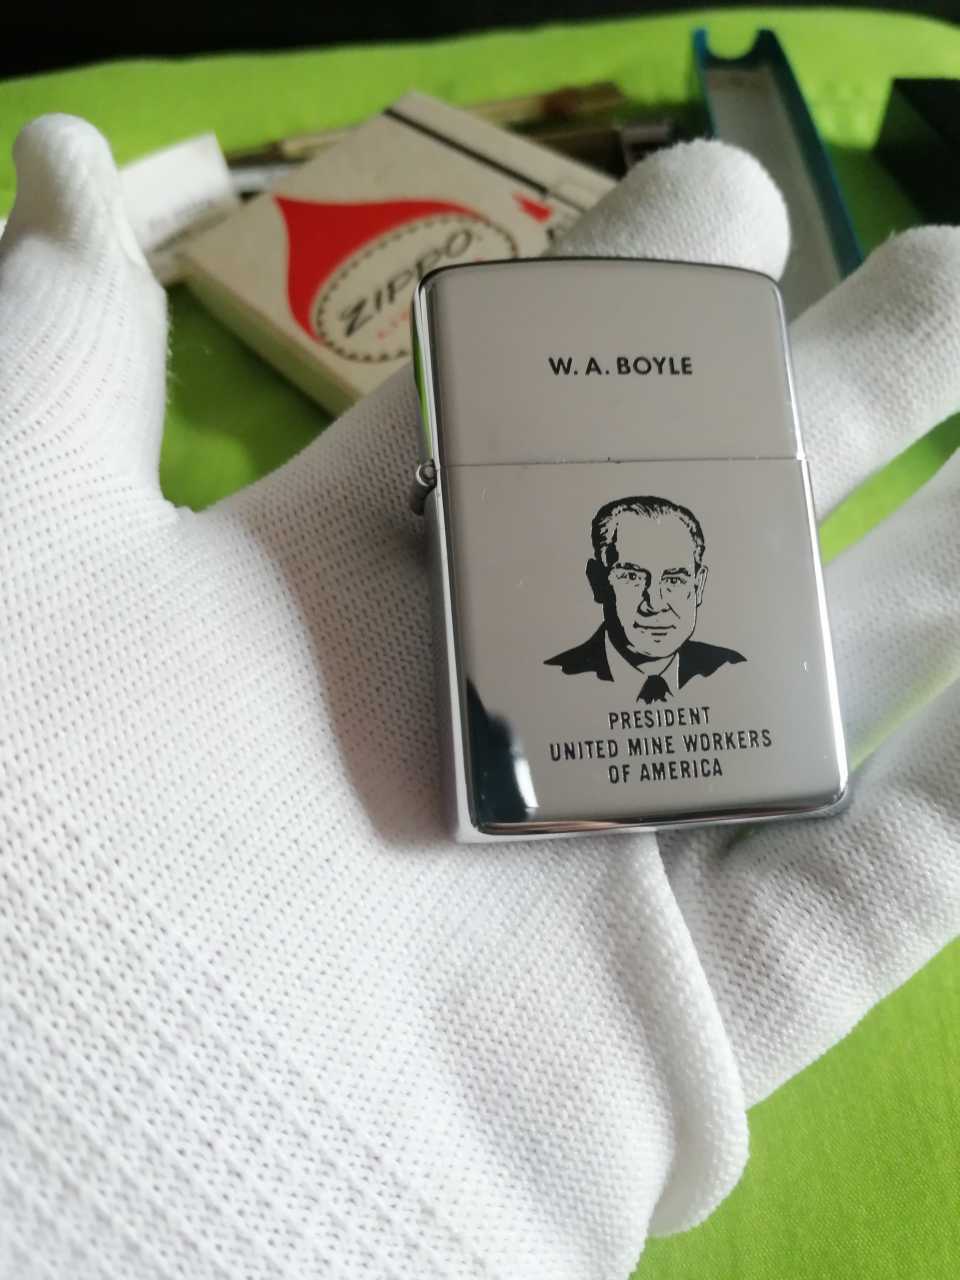 ZIPPO
W. A. BOYLE
PRESIDENT
UNITED MINE WORKERS
OF AMERICA